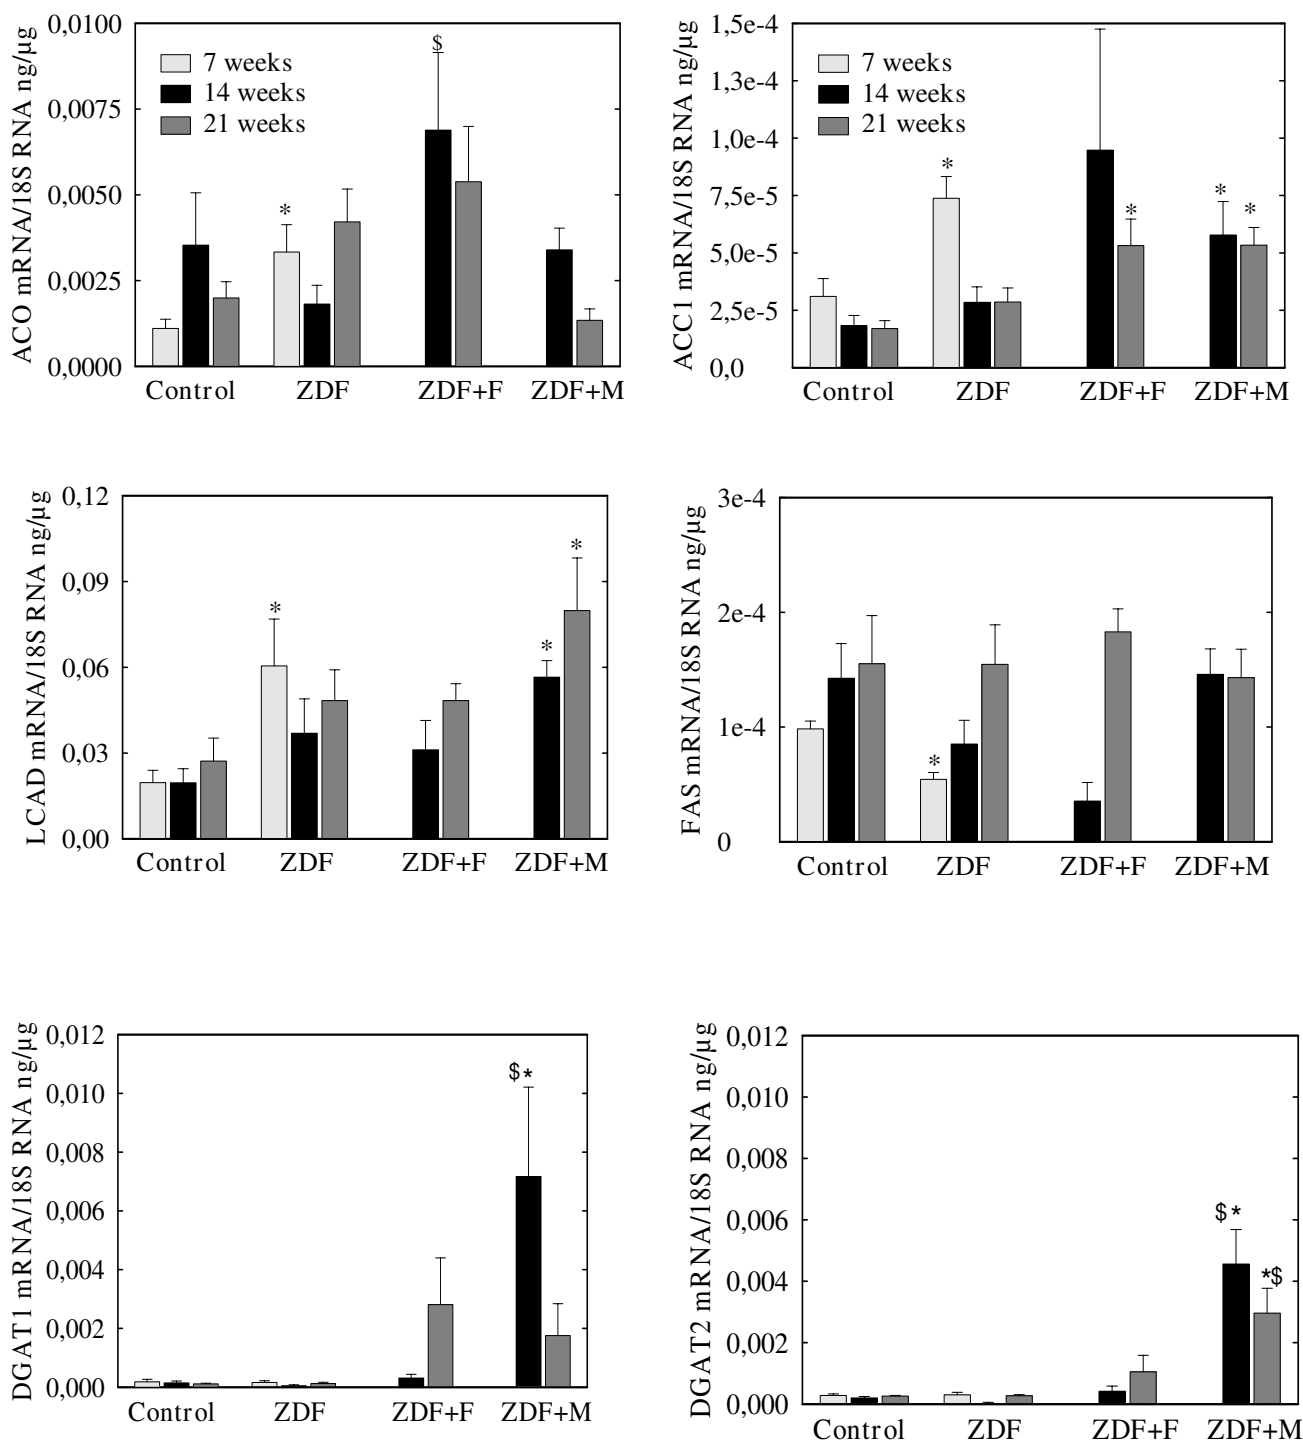 ACO mRNA/18S RNA ng/µg
0,0100
0,0075
0,0050
0,0025
0,0000
7 weeks
14 weeks
21 weeks
*
$
Control ZDF ZDF+F ZDF+M
ACC1 mRNA/18S RNA ng/µg
1,5e-4
1,3e-4
1,0e-4
7,5e-5
5,0e-5
2,5e-5
0,0
7 weeks
14 weeks
21 weeks
*
*
*
*
Control ZDF ZDF+F ZDF+M
LCAD mRNA/18S RNA ng/µg
0,12
0,09
0,06
0,03
0,00
*
*
*
Control ZDF ZDF+F ZDF+M
FAS mRNA/18S RNA ng/µg
3e-4
2e-4
1e-4
0
*
Control ZDF ZDF+F ZDF+M
DGAT1 mRNA/18S RNA ng/µg
0,012
0,010
0,008
0,006
0,004
0,002
0,000
$*
Control ZDF ZDF+F ZDF+M
DGAT2 mRNA/18S RNA ng/µg
0,012
0,010
0,008
0,006
0,004
0,002
0,000
$*
*$
Control ZDF ZDF+F ZDF+M